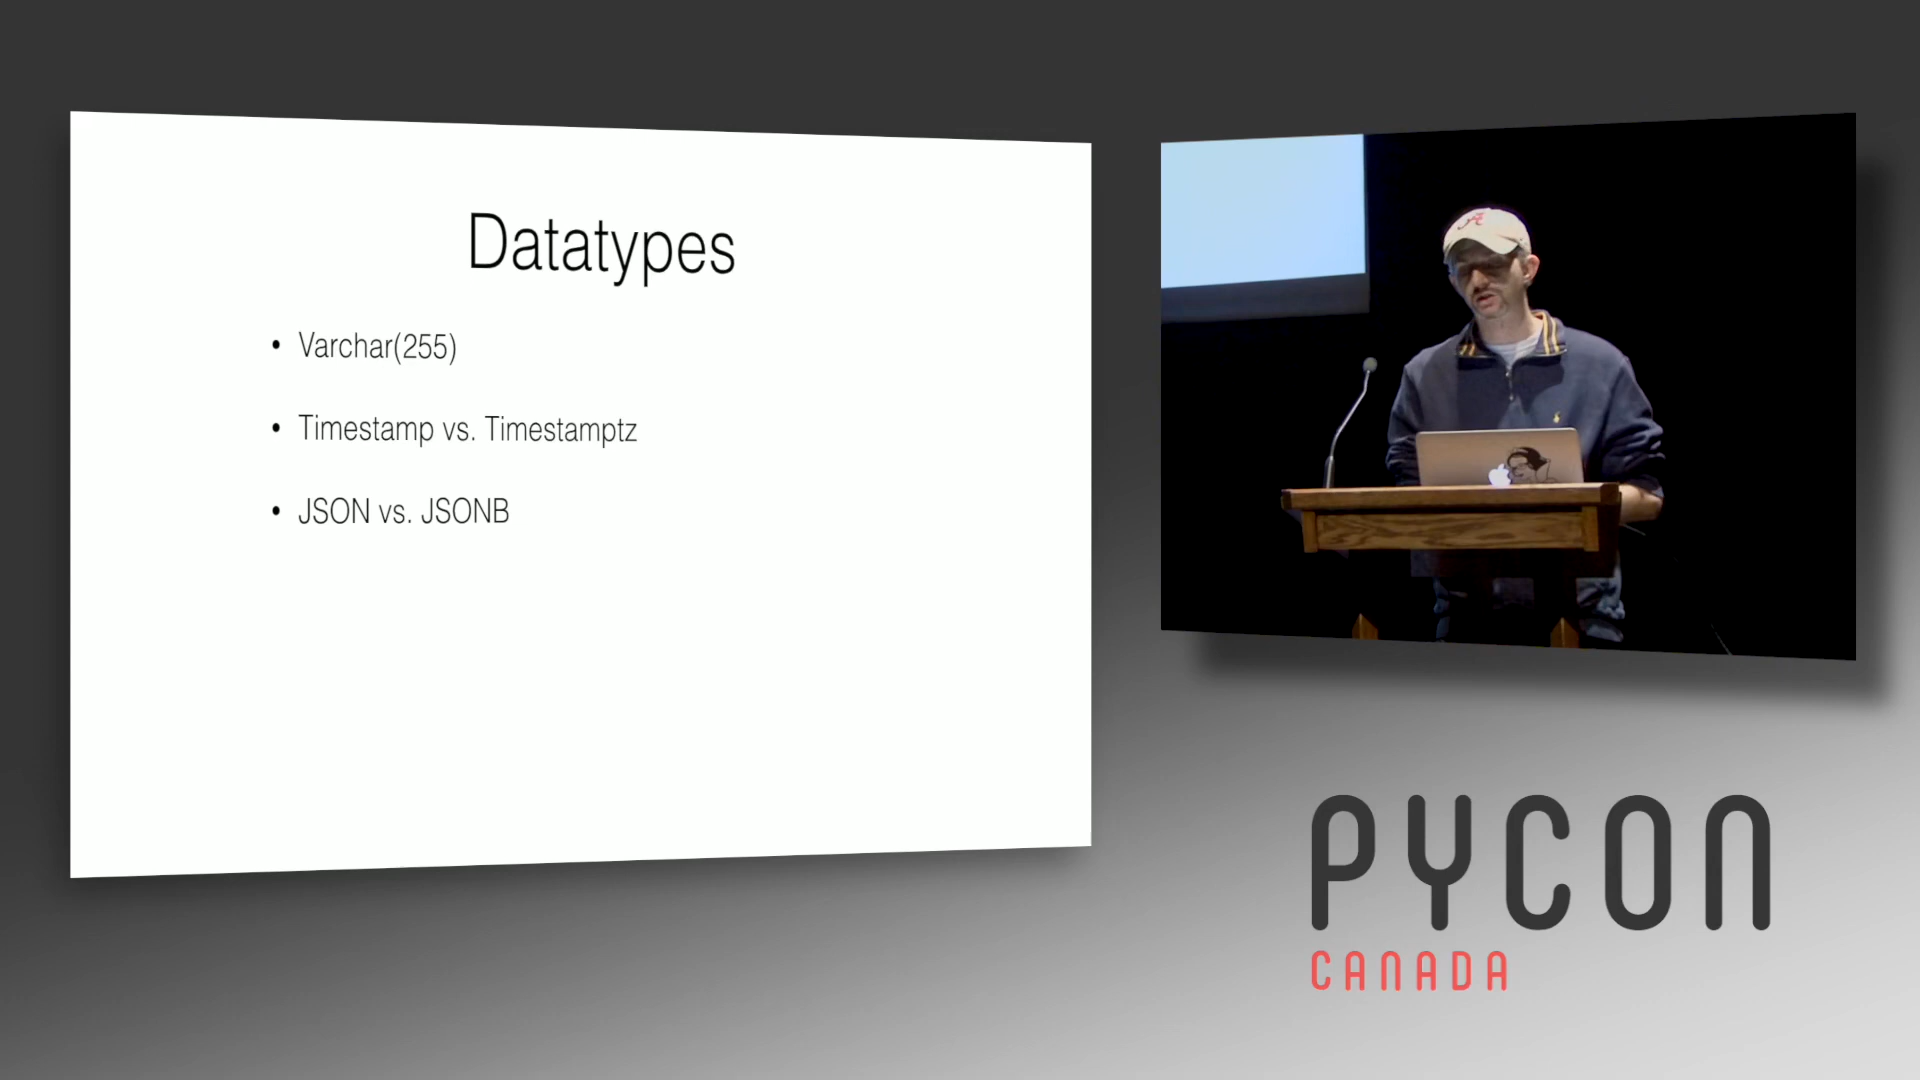 Datatypes
• Varchar(255)
• Timestamp vs. Timestamptz
• JSON vs. JSONB
PYCON
CANADA